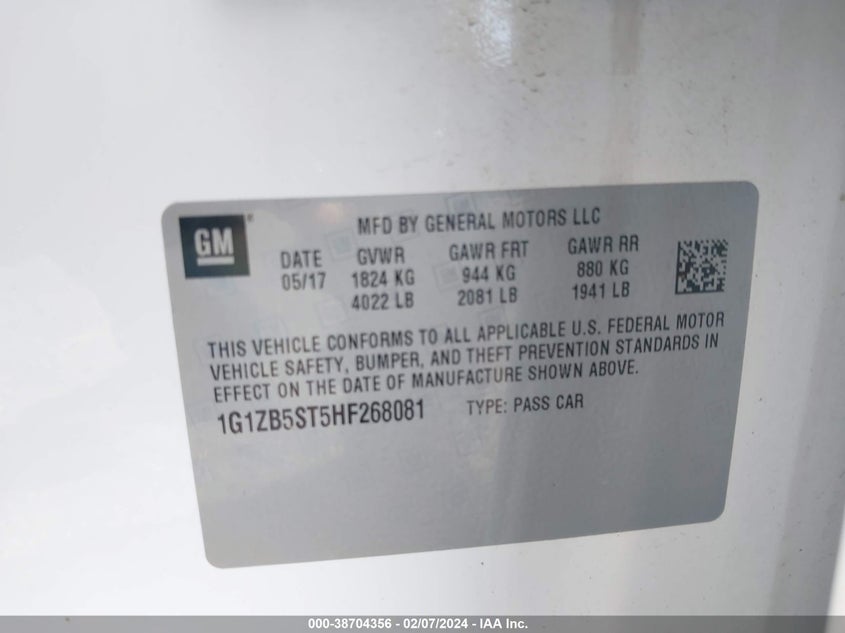 GM
MFD BY GENERAL MOTORS LLC
DATE GVWR GAWR FRT GAWR RR
05/17 1824 KG 944 KG 880 KG
4022 LB 2081 LB 1941 LB
THIS VEHICLE CONFORMS TO ALL APPLICABLE U.S. FEDERAL MOTOR
VEHICLE SAFETY, BUMPER, AND THEFT PREVENTION STANDARDS IN
EFFECT ON THE DATE OF MANUFACTURE SHOWN ABOVE.
1G1ZB5ST5HF268081 TYPE: PASS CAR
000-38704356 - 02/07/2024 - IAA Inc.